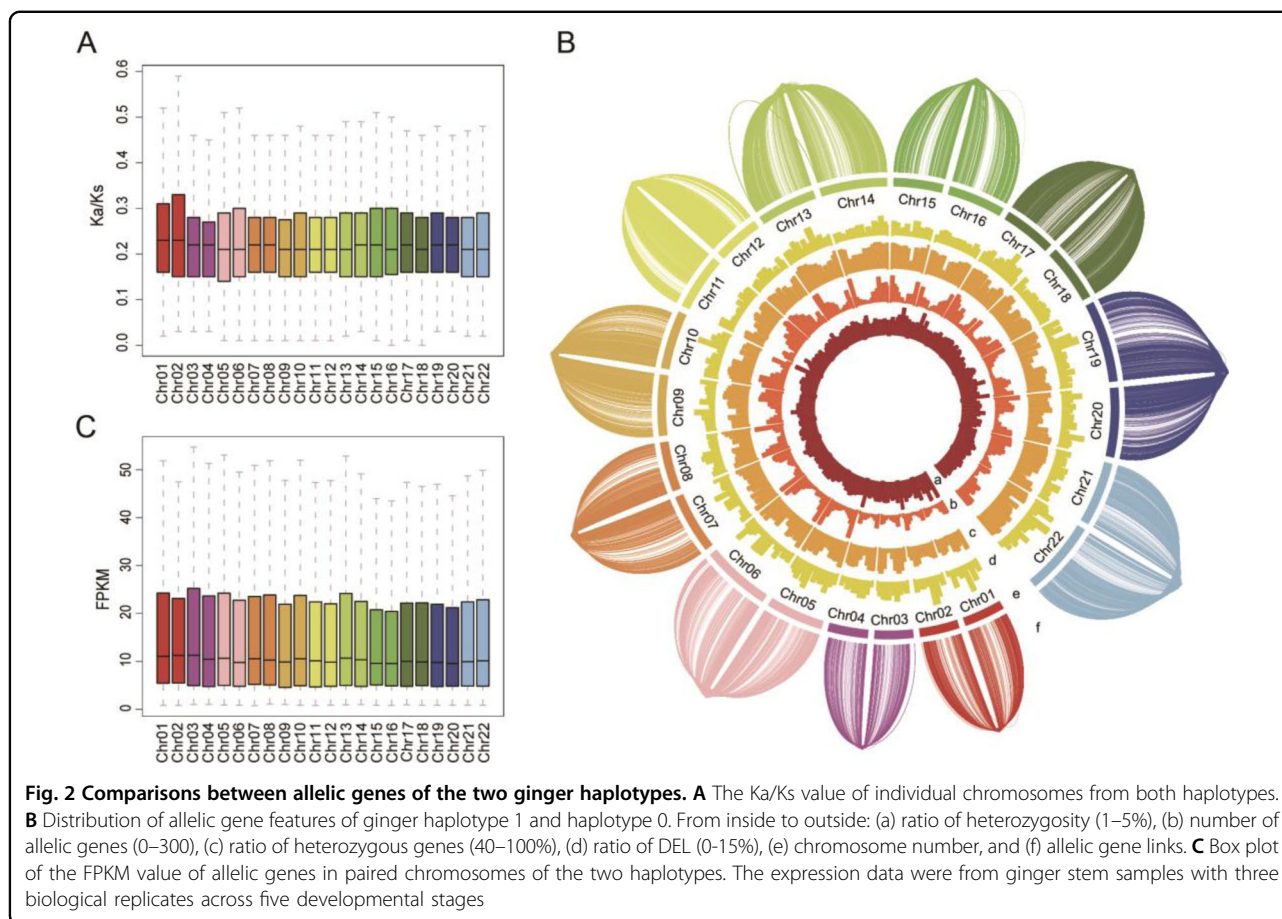 A
B
0.6
0.5
0.4
0.3
0.2
0.1
0.0
Ka/Ks
Chr01
Chr02
Chr03
Chr04
Chr05
Chr06
Chr07
Chr08
Chr09
Chr10
Chr11
Chr12
Chr13
Chr14
Chr15
Chr16
Chr17
Chr18
Chr19
Chr20
Chr21
Chr22
C
50
40
30
20
10
0
FPKM
Chr01
Chr02
Chr03
Chr04
Chr05
Chr06
Chr07
Chr08
Chr09
Chr10
Chr11
Chr12
Chr13
Chr14
Chr15
Chr16
Chr17
Chr18
Chr19
Chr20
Chr21
Chr22
Chr14
Chr15
Chr16
Chr17
Chr18
Chr19
Chr20
Chr21
Chr22
Chr01
Chr02
Chr03
Chr04
Chr05
Chr06
Chr07
Chr08
Chr09
Chr10
Chr11
Chr12
Chr13
a
b
c
d
e
f
Fig. 2 Comparisons between allelic genes of the two ginger haplotypes. A The Ka/Ks value of individual chromosomes from both haplotypes.
B Distribution of allelic gene features of ginger haplotype 1 and haplotype 0. From inside to outside: (a) ratio of heterozygosity (1–5%), (b) number of
allelic genes (0–300), (c) ratio of heterozygous genes (40–100%), (d) ratio of DEL (0-15%), (e) chromosome number, and (f) allelic gene links. C Box plot
of the FPKM value of allelic genes in paired chromosomes of the two haplotypes. The expression data were from ginger stem samples with three
biological replicates across five developmental stages